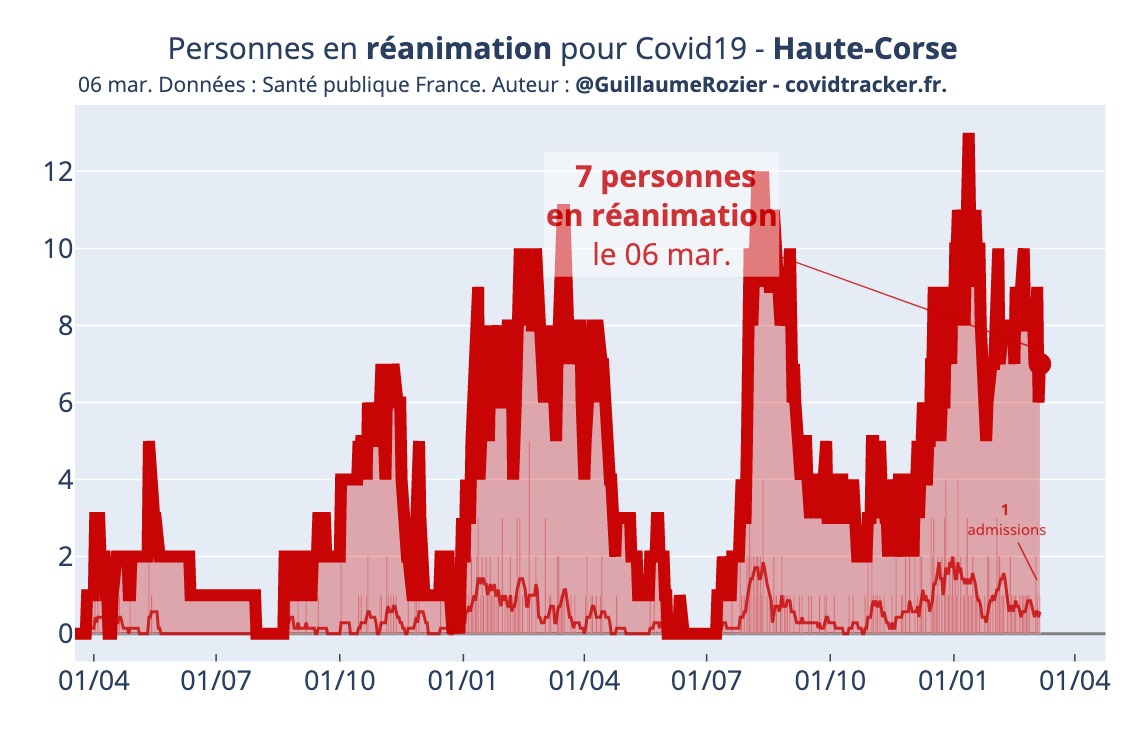 Personnes en réanimation pour Covid19 - Haute-Corse
06 mar. Données : Santé publique France. Auteur : @GuillaumeRozier - covidtracker.fr.
12
10
8
6
4
2
0
7 personnes
en réanimation
le 06 mar.
1
admissions
01/04 01/07 01/10 01/01 01/04 01/07 01/10 01/01 01/04